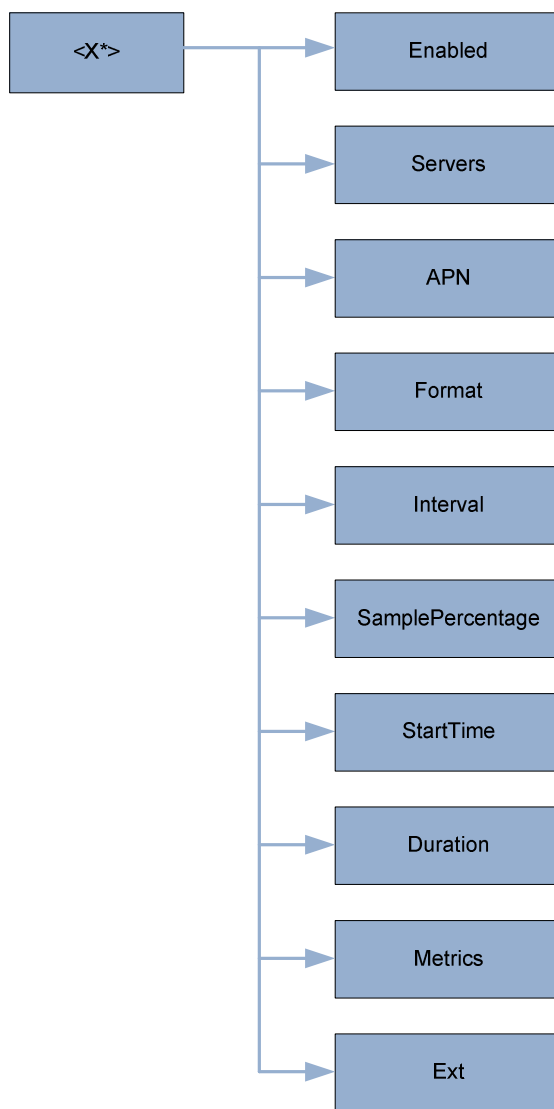 <X*>
Enabled
Servers
APN
Format
Interval
SamplePercentage
StartTime
Duration
Metrics
Ext